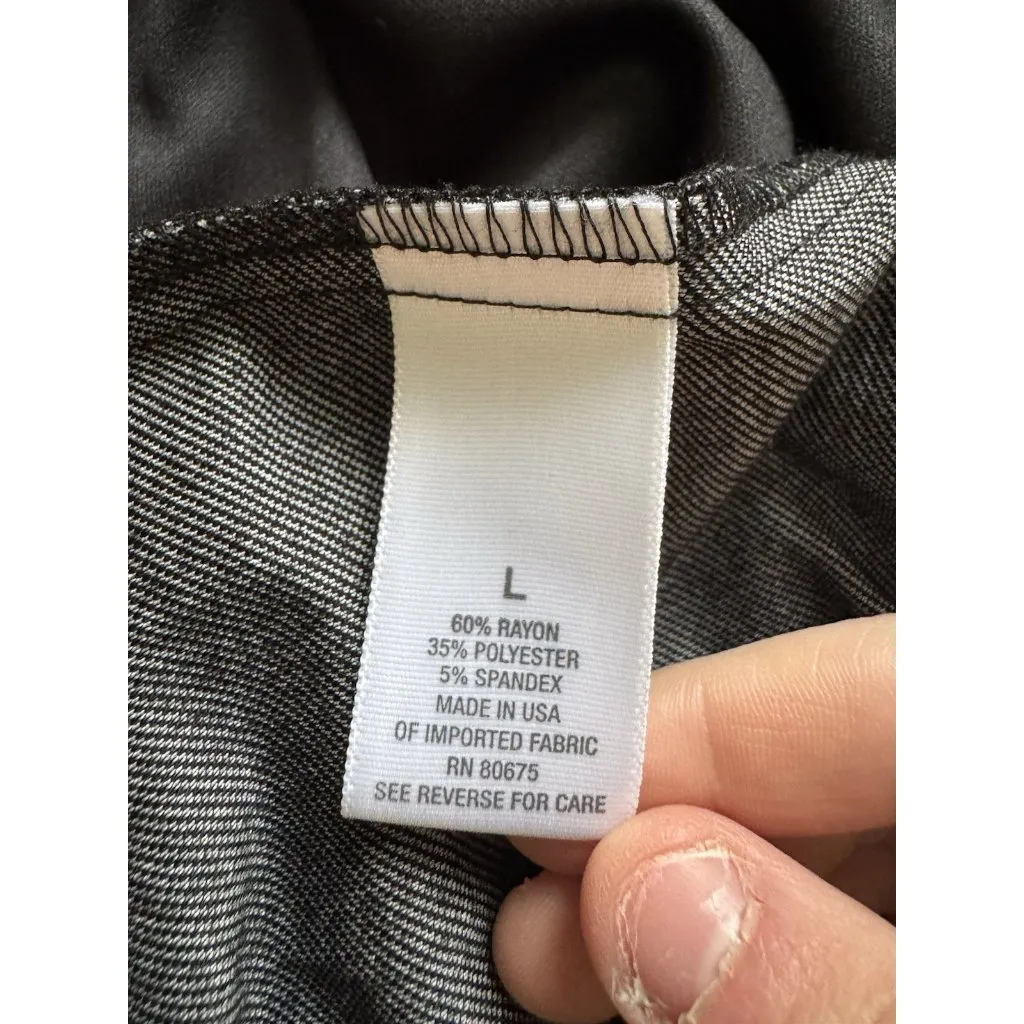 L
60% RAYON
35% POLYESTER
5% SPANDEX
MADE IN USA
OF IMPORTED FABRIC
RN 80675
SEE REVERSE FOR CARE